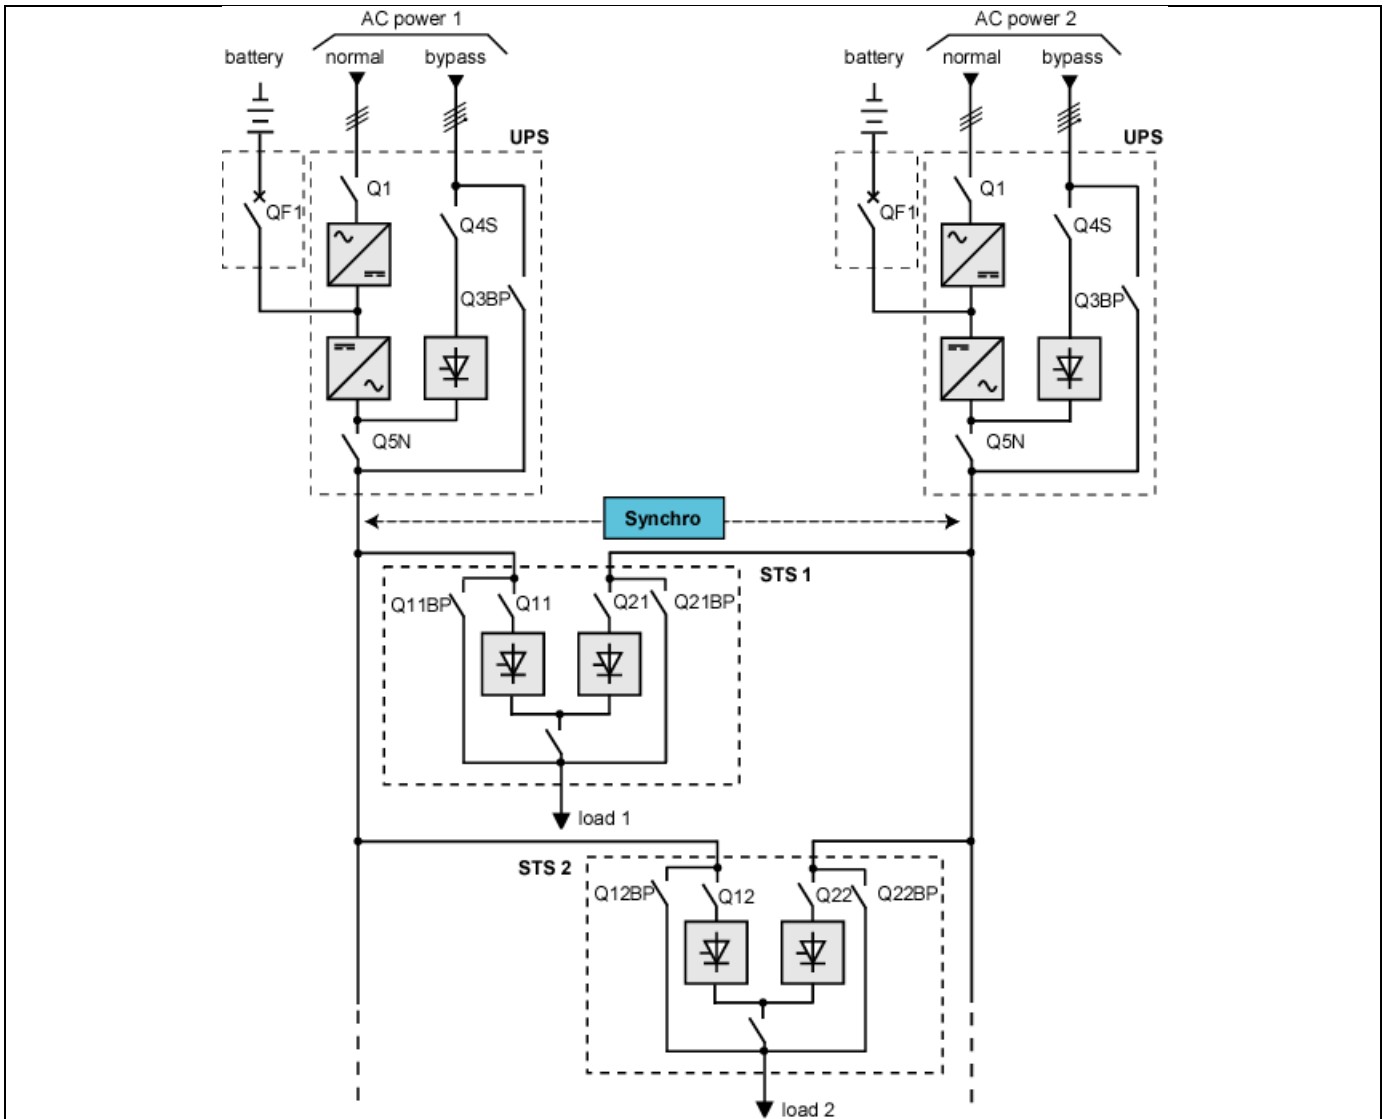 AC power 1
AC power 2
battery normal bypass
battery normal bypass
UPS
UPS
Q1
QF1
Q4S
Q3BP
Q5N
Q1
QF1
Q4S
Q3BP
Q5N
Synchro
STS 1
Q11BP Q11 Q21 Q21BP
load 1
STS 2
Q12BP Q12 Q22 Q22BP
load 2